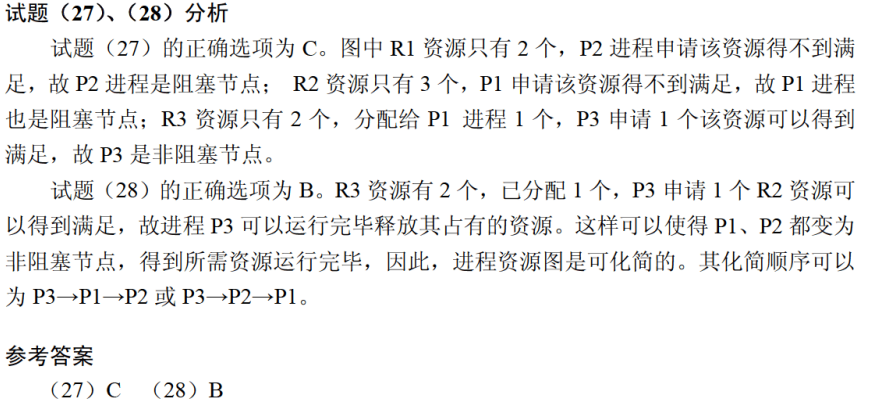 试题（27）、（28）分析
试题（27）的正确选项为 C。图中 R1 资源只有 2 个，P2 进程申请该资源得不到满
足，故 P2 进程是阻塞节点； R2 资源只有 3 个，P1 申请该资源得不到满足，故 P1 进程
也是阻塞节点；R3 资源只有 2 个，分配给 P1 进程 1 个，P3 申请 1 个该资源可以得到
满足，故 P3 是非阻塞节点。
试题（28）的正确选项为 B。R3 资源有 2 个，已分配 1 个，P3 申请 1 个 R2 资源可
以得到满足，故进程 P3 可以运行完毕释放其占有的资源。这样可以使得 P1、P2 都变为
非阻塞节点，得到所需资源运行完毕，因此，进程资源图是可化简的。其化简顺序可以
为 P3→P1→P2 或 P3→P2→P1。
参考答案
（27）C （28）B